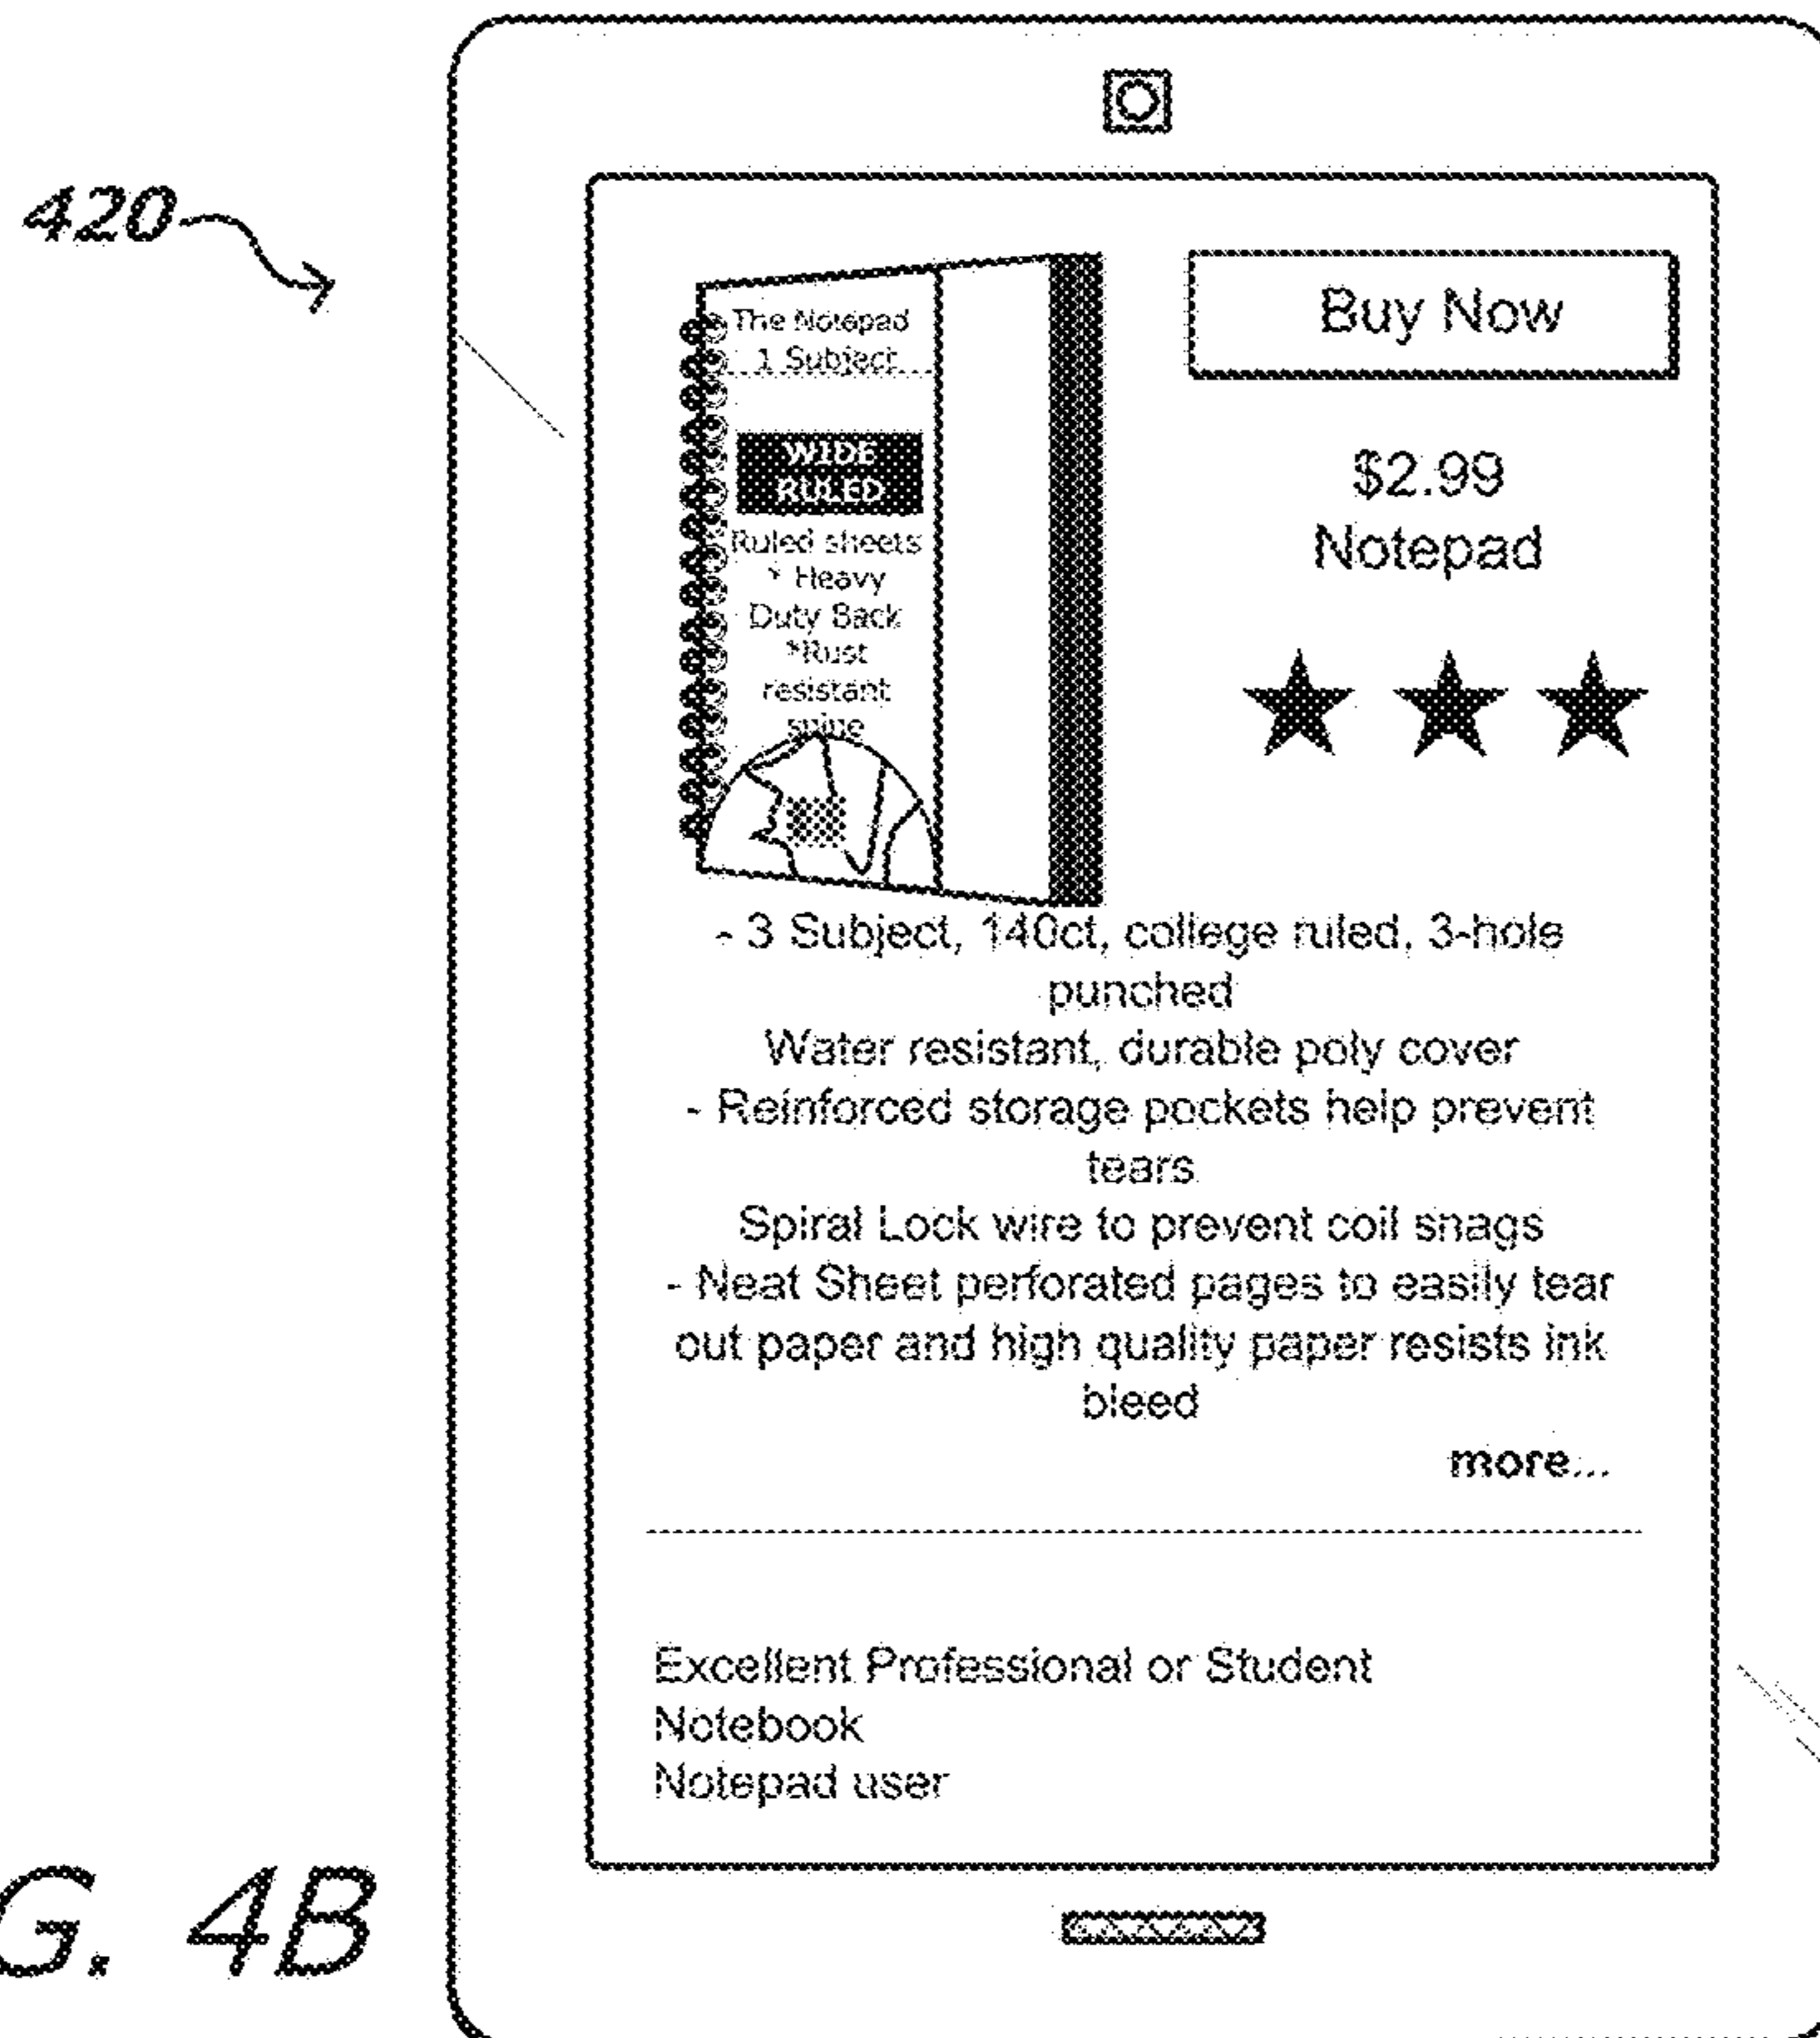 420
The Notepad
1 Subject
WIDE
RULED
Ruled sheets
* Heavy
Duty Back
*Rust
resistant
spine
Buy Now
$2.99
Notepad
- 3 Subject, 140ct, college ruled, 3-hole
punched
Water resistant, durable poly cover
- Reinforced storage pockets help prevent
tears
Spiral Lock wire to prevent coil snags
- Neat Sheet perforated pages to easily tear
out paper and high quality paper resists ink
bleed
more...
Excellent Professional or Student
Notebook
Notepad user
G. 4B